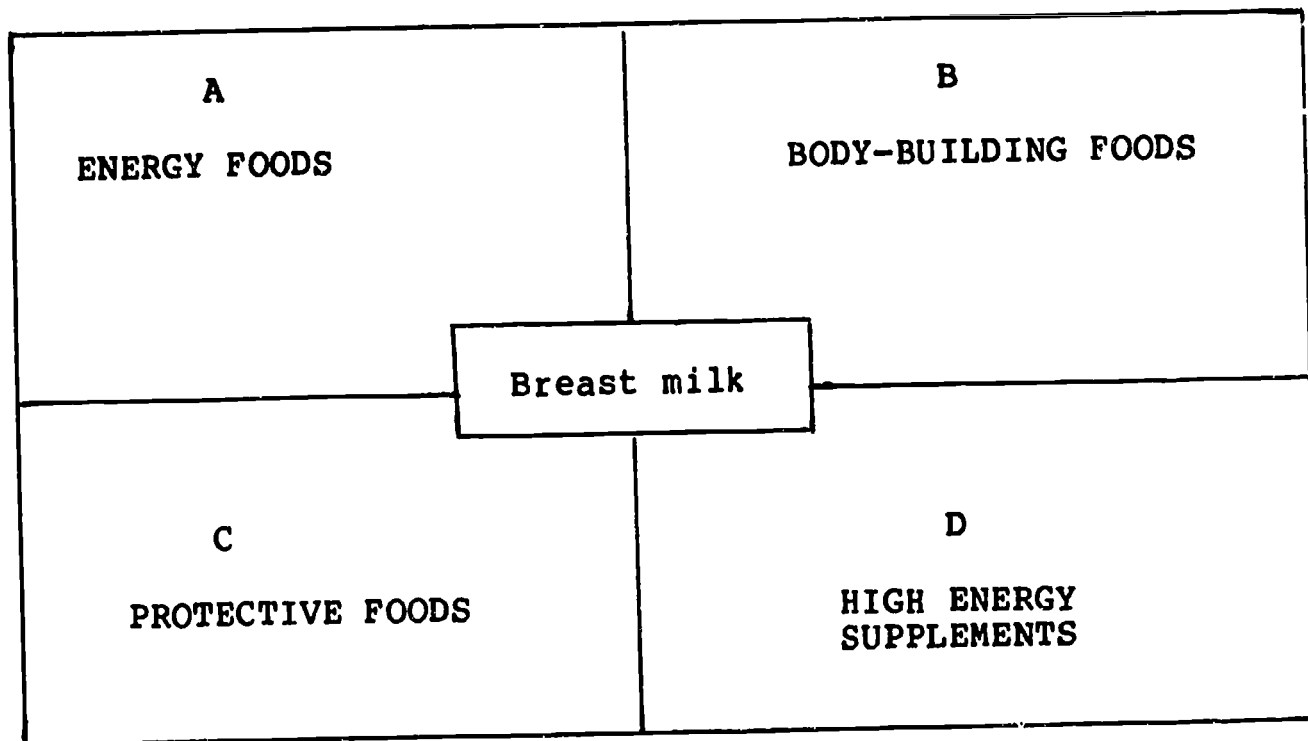 A
ENERGY FOODS
B
BODY-BUILDING FOODS
Breast milk
C
PROTECTIVE FOODS
D
HIGH ENERGY
SUPPLEMENTS